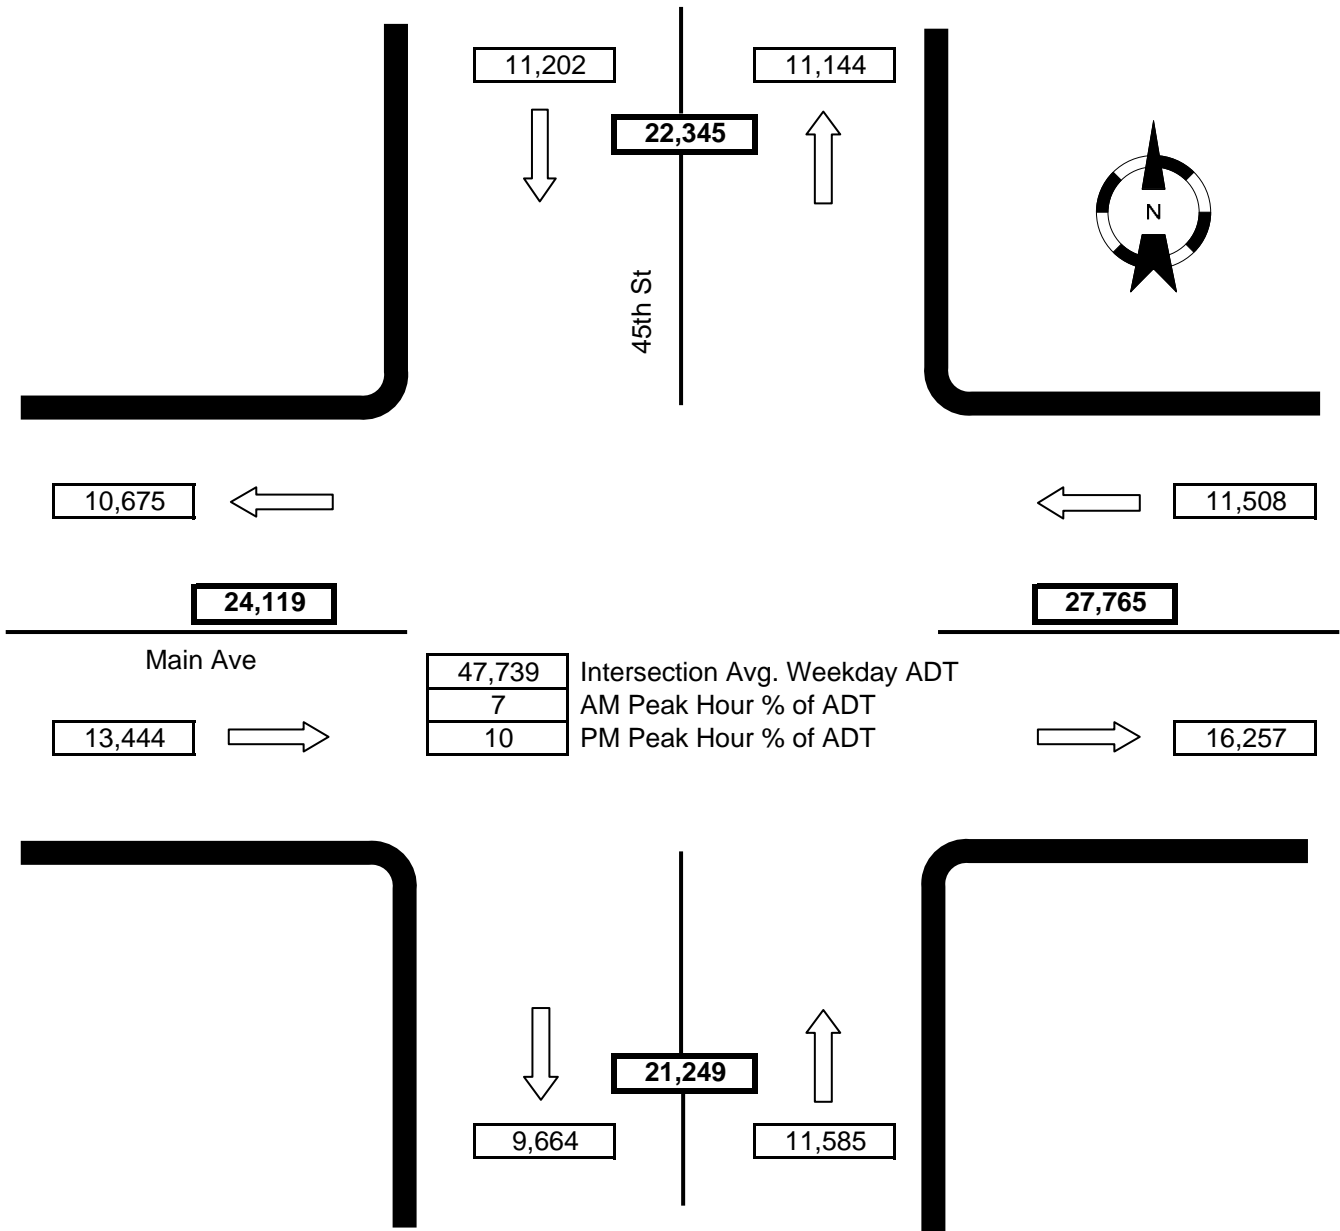 11,202
11,144
22,345
N
45th St
10,675
11,508
24,119
27,765
Main Ave
47,739 Intersection Avg. Weekday ADT
7 AM Peak Hour % of ADT
10 PM Peak Hour % of ADT
13,444
16,257
21,249
9,664
11,585